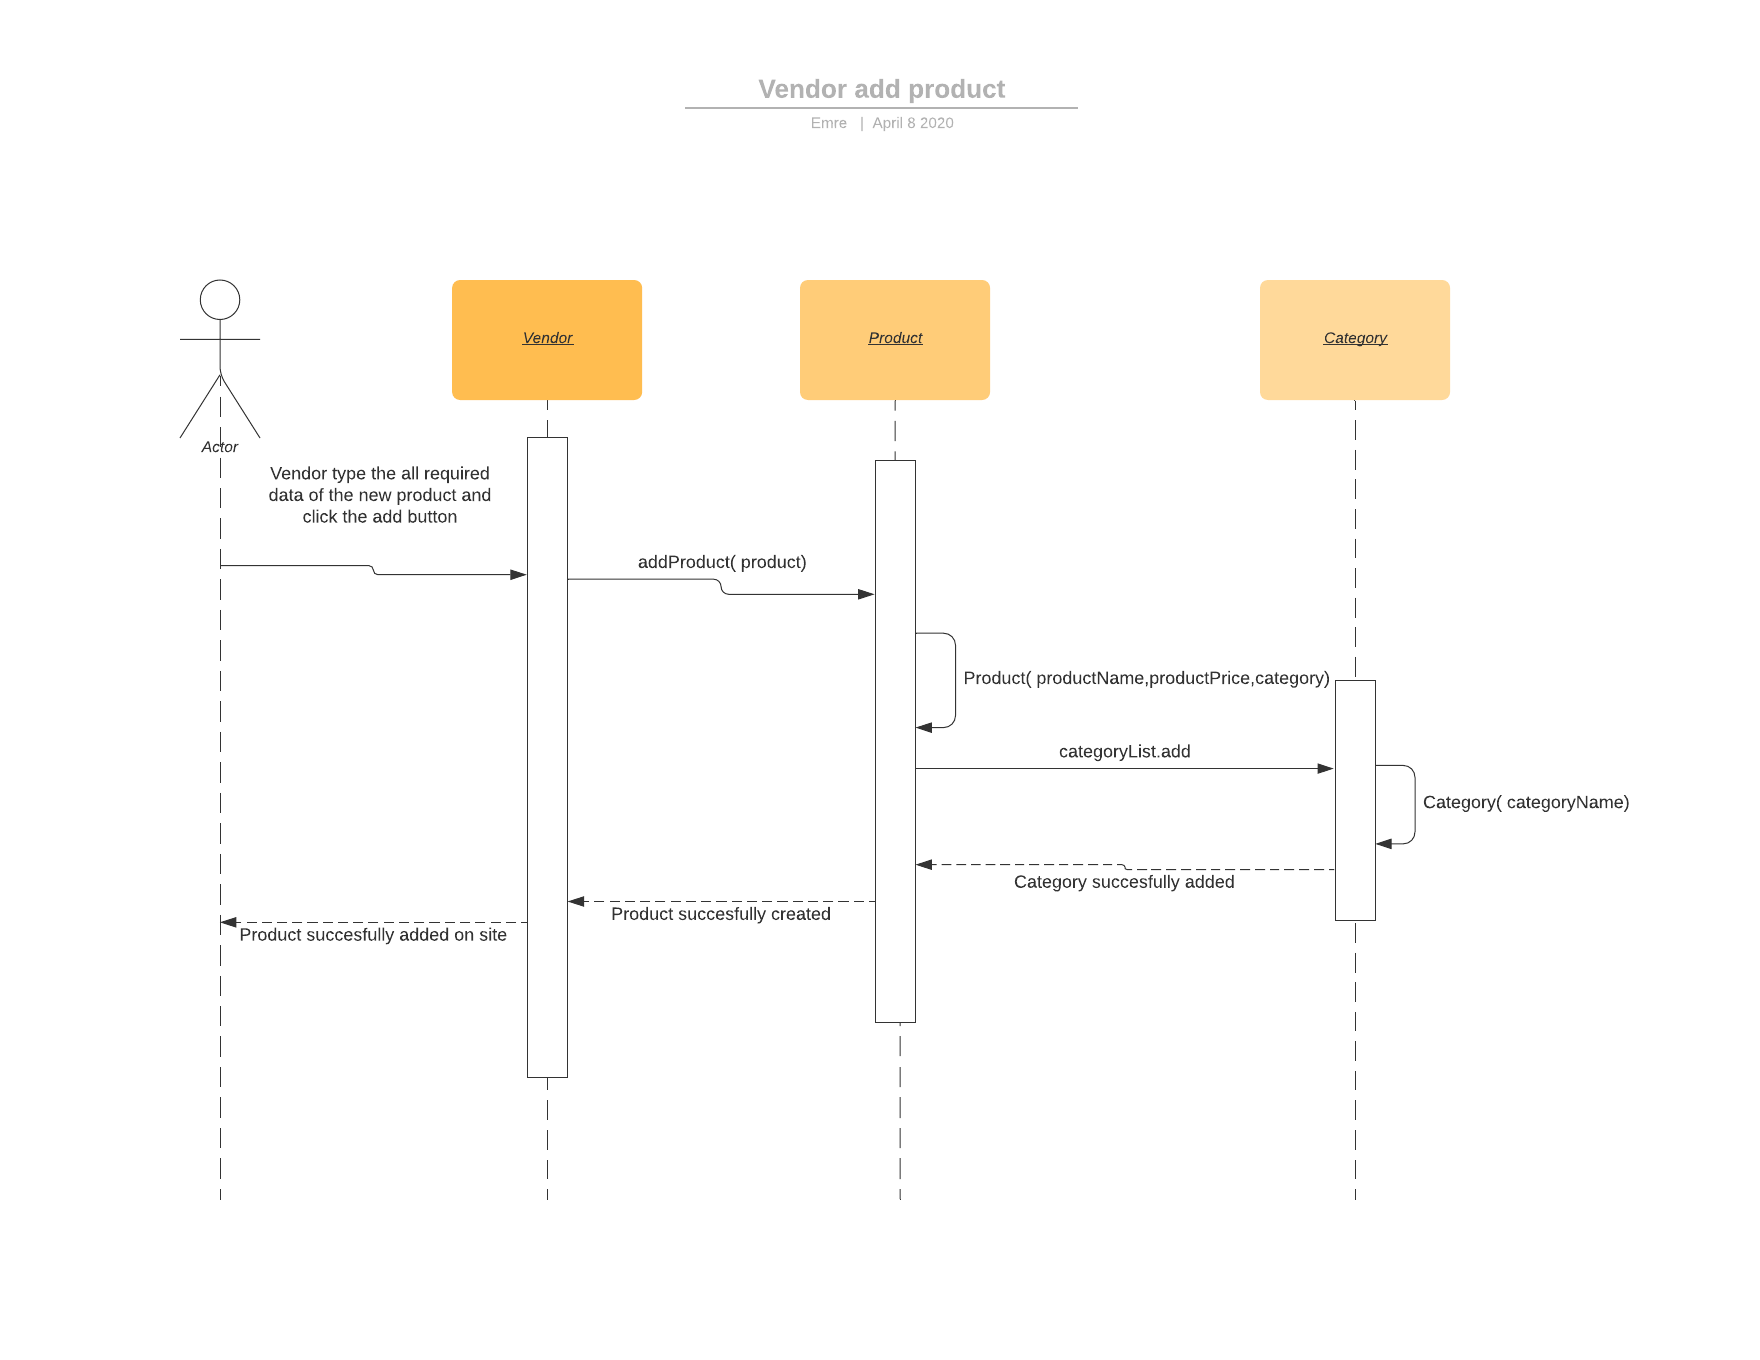 Vendor add product
Emre | April 8 2020
Vendor
Product
Category
Actor
Vendor type the all required
data of the new product and
click the add button
addProduct( product)
Product( productName,productPrice,category)
categoryList.add
Category( categoryName)
Category succesfully added
Product succesfully created
Product succesfully added on site